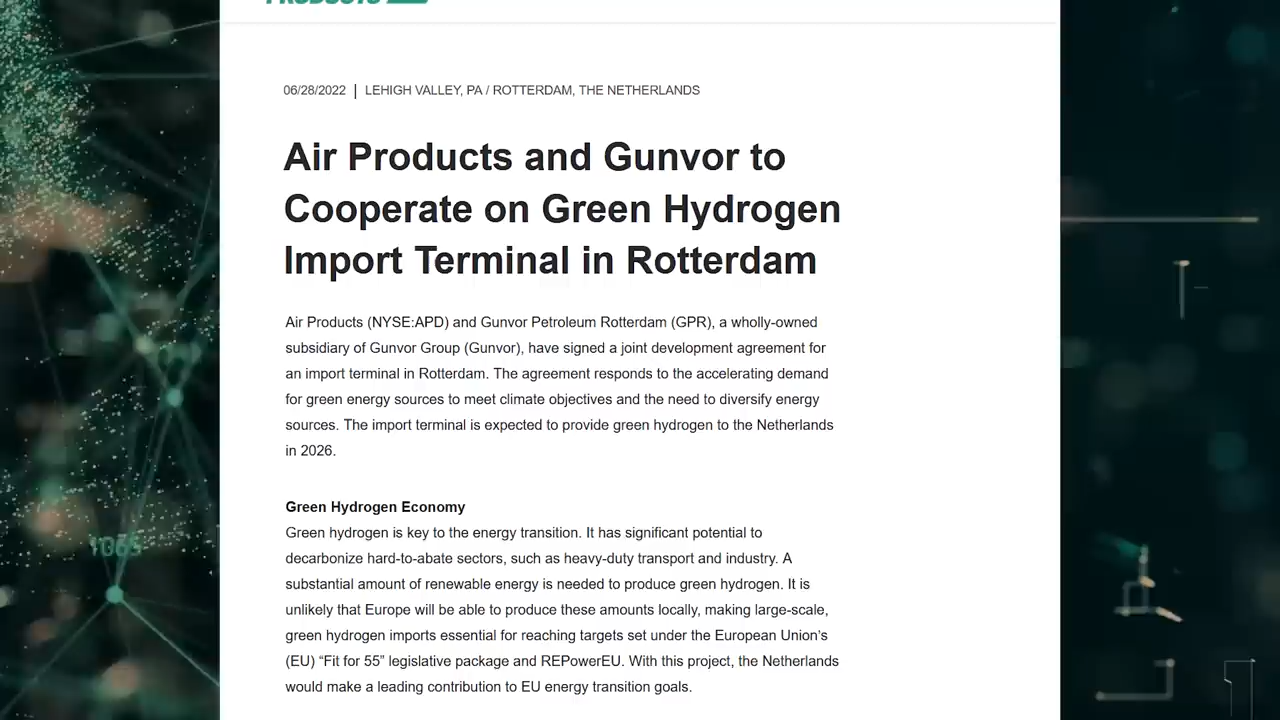 PRODUCTS
06/28/2022 | LEHIGH VALLEY, PA / ROTTERDAM, THE NETHERLANDS
Air Products and Gunvor to
Cooperate on Green Hydrogen
Import Terminal in Rotterdam
Air Products (NYSE:APD) and Gunvor Petroleum Rotterdam (GPR), a wholly-owned
subsidiary of Gunvor Group (Gunvor), have signed a joint development agreement for
an import terminal in Rotterdam. The agreement responds to the accelerating demand
for green energy sources to meet climate objectives and the need to diversify energy
sources. The import terminal is expected to provide green hydrogen to the Netherlands
in 2026.
Green Hydrogen Economy
Green hydrogen is key to the energy transition. It has significant potential to
decarbonize hard-to-abate sectors, such as heavy-duty transport and industry. A
substantial amount of renewable energy is needed to produce green hydrogen. It is
unlikely that Europe will be able to produce these amounts locally, making large-scale,
green hydrogen imports essential for reaching targets set under the European Union’s
(EU) “Fit for 55” legislative package and REPowerEU. With this project, the Netherlands
would make a leading contribution to EU energy transition goals.
1065